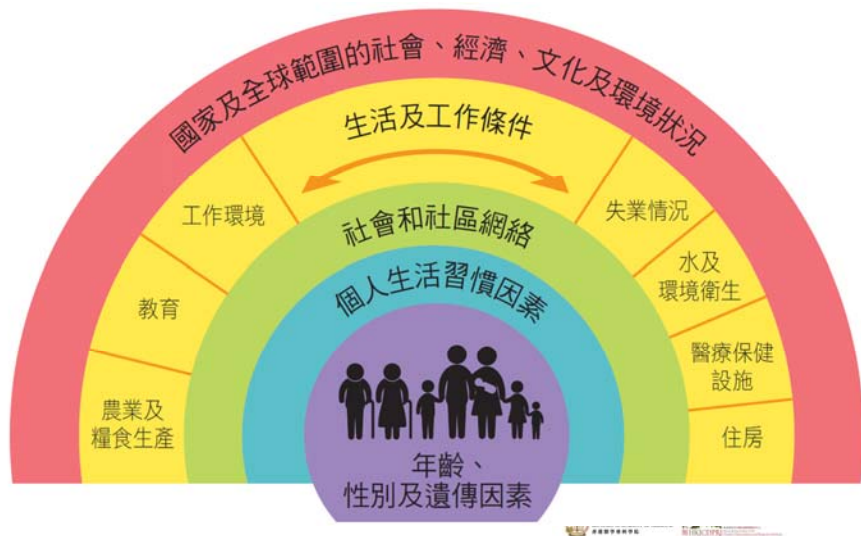 國家及全球範圍的社會、經濟、文化及環境狀況
生活及工作條件
工作環境
失業情況
社會和社區網絡
水及
環境衛生
個人生活習慣因素
教育
醫療保健
設施
農業及
糧食生產
住房
年齡、
性別及遺傳因素